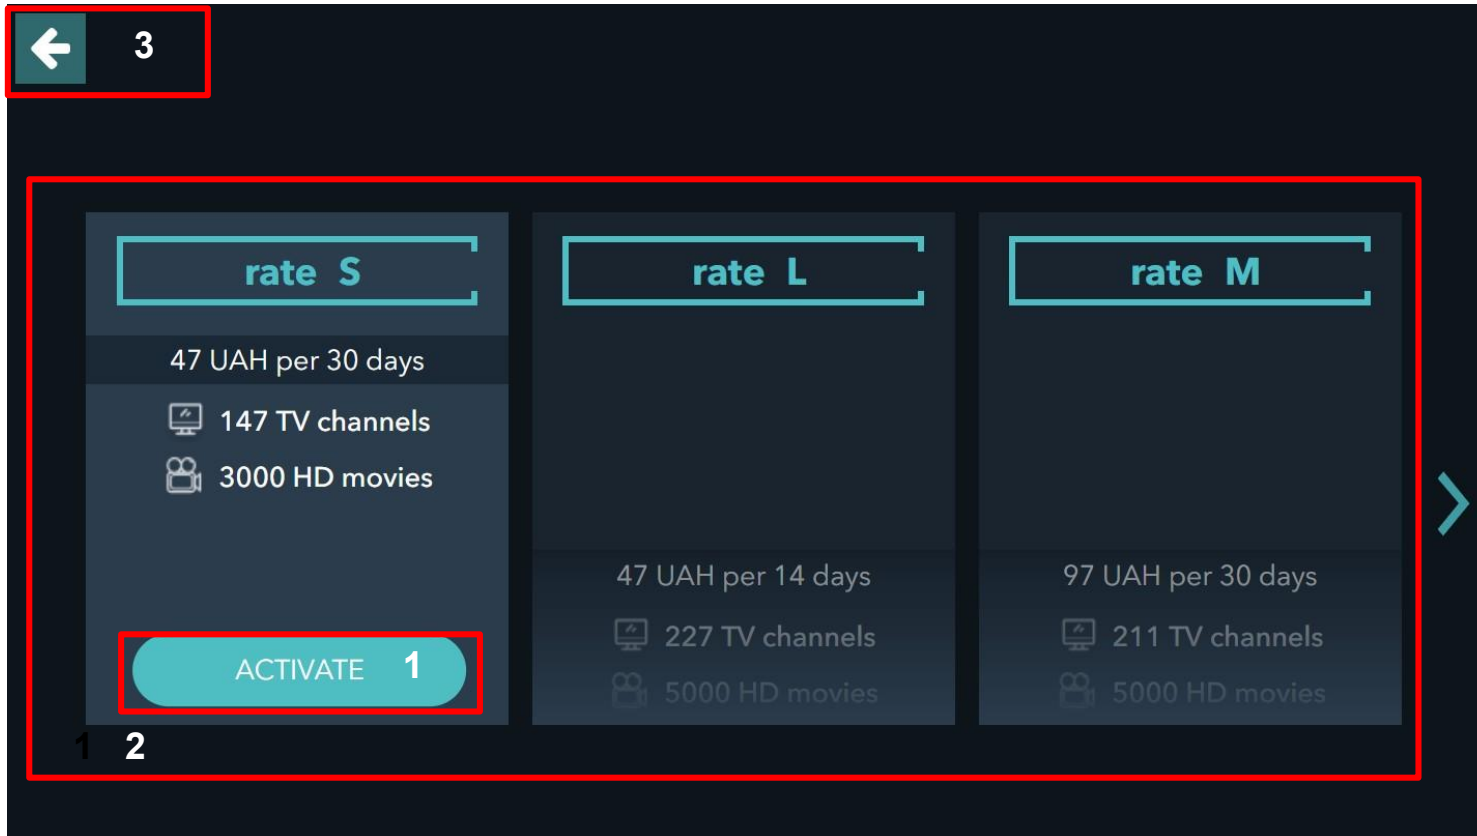 3
rate S
47 UAH per 30 days
147 TV channels
3000 HD movies
ACTIVATE 1
rate L
47 UAH per 14 days
227 TV channels
5000 HD movies
rate M
97 UAH per 30 days
211 TV channels
5000 HD movies
1 2